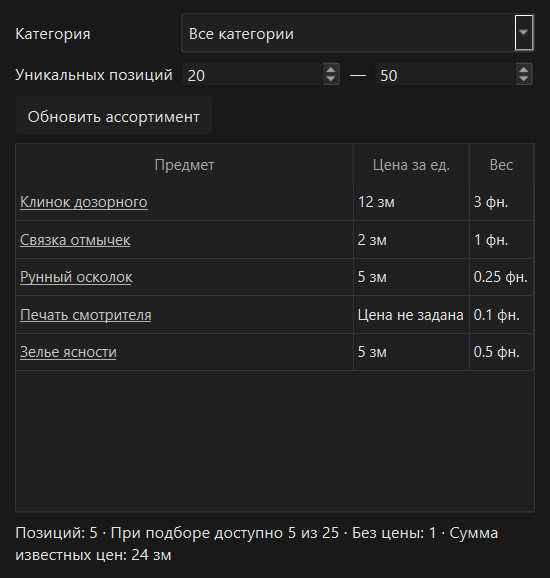 Категория Все категории
Уникальных позиций 20 — 50
Обновить ассортимент
Предмет Цена за ед. Вес
Клинок дозорного 12 зм 3 фн.
Связка отмычек 2 зм 1 фн.
Рунный осколок 5 зм 0.25 фн.
Печать смотрителя Цена не задана 0.1 фн.
Зелье ясности 5 зм 0.5 фн.
Позиций: 5 · При подборе доступно 5 из 25 · Без цены: 1 · Сумма
известных цен: 24 зм